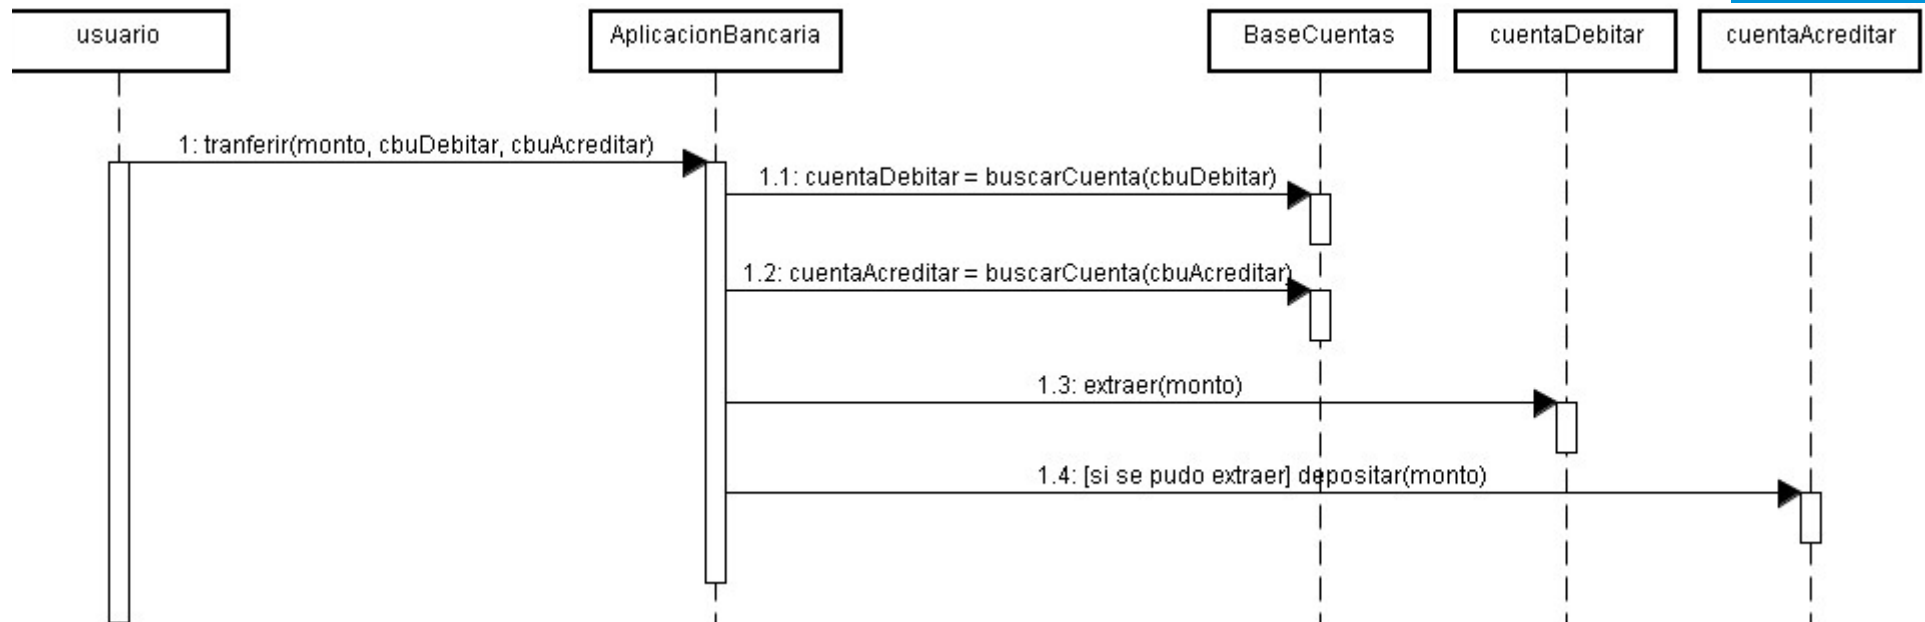 usuario
AplicacionBancaria
BaseCuentas
cuentaDebitar
cuentaAcreditar
1: tranferir(monto, cbuDebitar, cbuAcreditar)
1.1: cuentaDebitar = buscarCuenta(cbuDebitar)
1.2: cuentaAcreditar = buscarCuenta(cbuAcreditar)
1.3: extraer(monto)
1.4: [si se pudo extraer] depositar(monto)